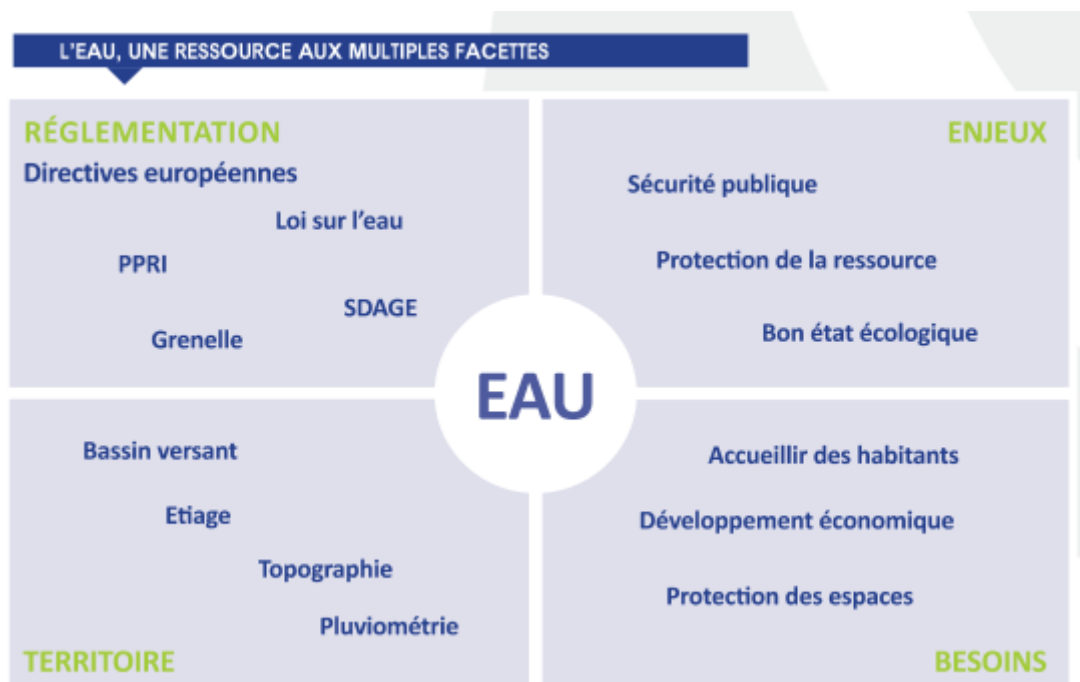 L'EAU, UNE RESSOURCE AUX MULTIPLES FACETTES
RÉGLEMENTATION
Directives européennes
Loi sur l'eau
PPRI
SDAGE
Grenelle
ENJEUX
Sécurité publique
Protection de la ressource
Bon état écologique
EAU
Bassin versant
Etiage
Topographie
Pluviométrie
TERRITOIRE
Accueillir des habitants
Développement économique
Protection des espaces
BESOINS